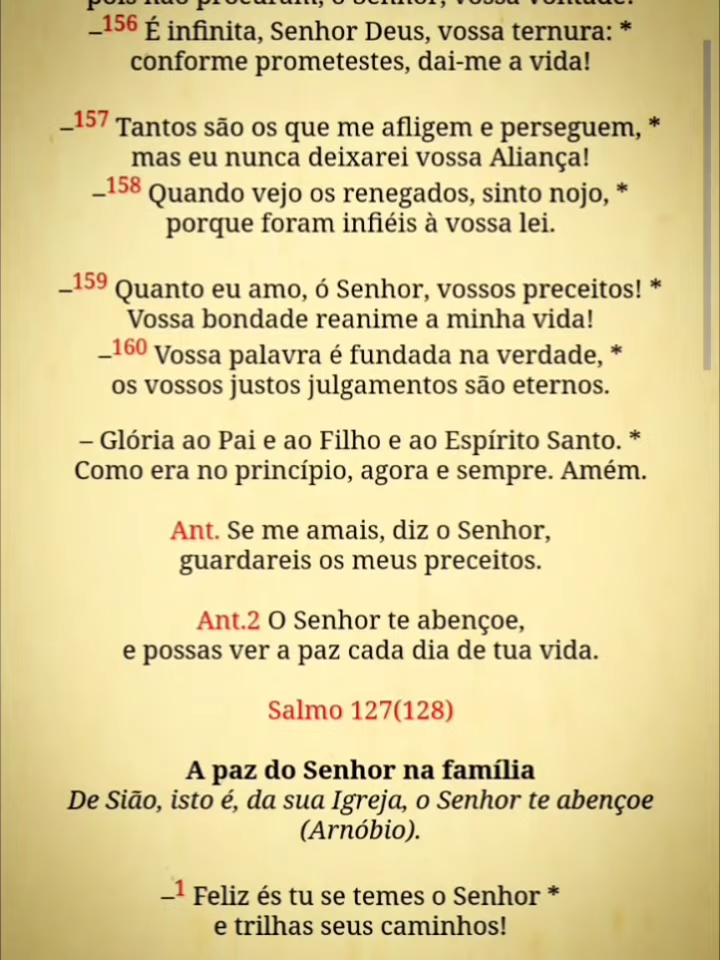 –156 É infinita, Senhor Deus, vossa ternura: *
conforme prometestes, dai-me a vida!
–157 Tantos são os que me afligem e perseguem, *
mas eu nunca deixarei vossa Aliança!
–158 Quando vejo os renegados, sinto nojo, *
porque foram infiéis à vossa lei.
–159 Quanto eu amo, ó Senhor, vossos preceitos! *
Vossa bondade reanime a minha vida!
–160 Vossa palavra é fundada na verdade, *
os vossos justos julgamentos são eternos.
– Glória ao Pai e ao Filho e ao Espírito Santo. *
Como era no princípio, agora e sempre. Amém.
Ant. Se me amais, diz o Senhor,
guardareis os meus preceitos.
Ant.2 O Senhor te abençoe,
e possas ver a paz cada dia de tua vida.
Salmo 127(128)
A paz do Senhor na família
De Sião, isto é, da sua Igreja, o Senhor te abençoe
(Arnóbio).
–1 Feliz és tu se temes o Senhor *
e trilhas seus caminhos!